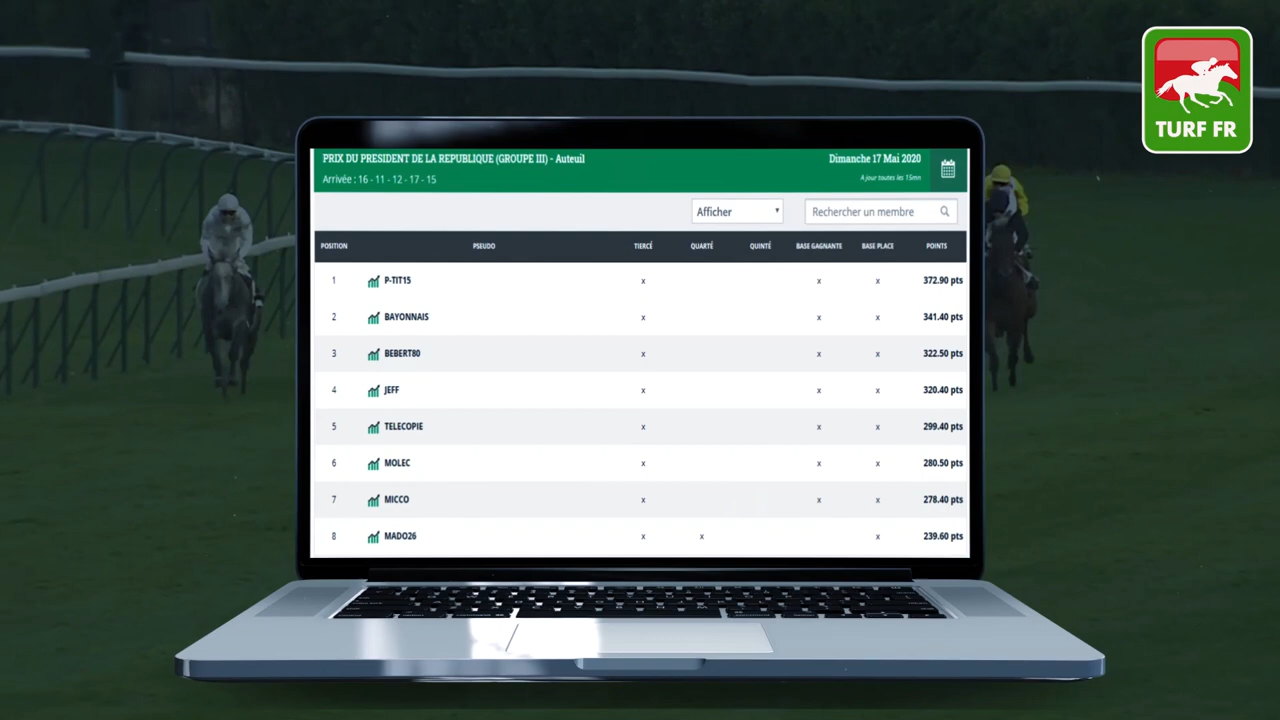 TURF FR
PRIX DU PRESIDENT DE LA REPUBLIQUE (GROUPE III) - Auteuil
Dimanche 17 Mai 2020
Arrivée : 16 - 11 - 12 - 17 - 15
A jour toutes les 15mn
Afficher
Rechercher un membre
POSITION PSEUDO TIERCÉ QUARTÉ QUINTÉ BASE GAGNANTE BASE PLACE POINTS
1 P-TIT15 x x x 372.90 pts
2 BAYONNAIS x x x 341.40 pts
3 BEBERT80 x x x 322.50 pts
4 JEFF x x x 320.40 pts
5 TELECOPIE x x x 299.40 pts
6 MOLEC x x x 280.50 pts
7 MICCO x x x 278.40 pts
8 MADO26 x x x 239.60 pts